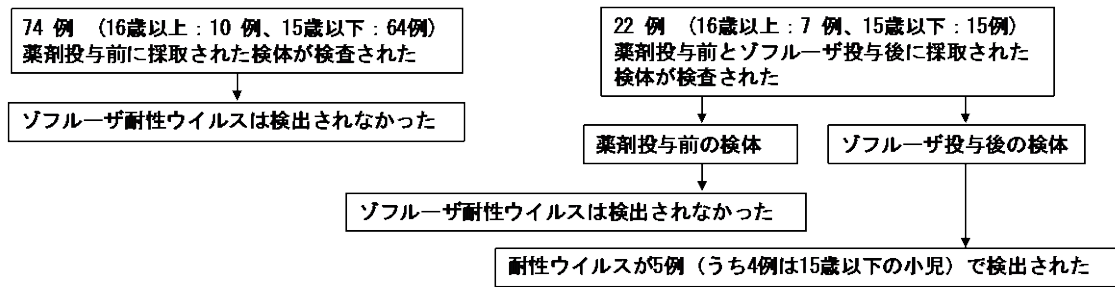 74 例 （16歳以上：10 例、15歳以下：64例）
薬剤投与前に採取された検体が検査された
ゾフルーザ耐性ウイルスは検出されなかった
22 例 （16歳以上：7 例、15歳以下：15例）
薬剤投与前とゾフルーザ投与後に採取された
検体が検査された
薬剤投与前の検体
ゾフルーザ投与後の検体
ゾフルーザ耐性ウイルスは検出されなかった
耐性ウイルスが5例（うち4例は15歳以下の小児）で検出された